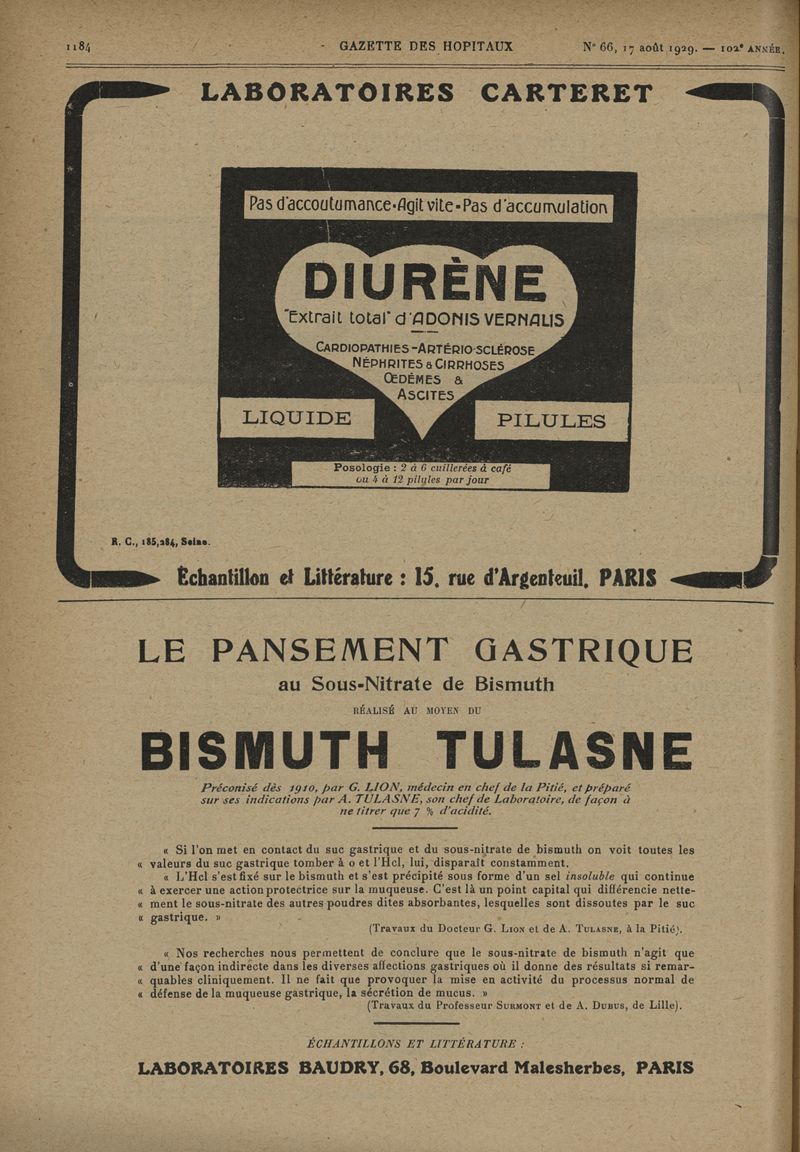 1184 - GAZETTE DES HOPITAUX N° 66, 17 août 1929. — 102e ANNÉE.
LABORATOIRES CARTERET
Pas d'accoutumance-Agit vite-Pas d'accumulation
DIURÈNE
"Extrait total" d'ADONIS VERNALIS
CARDIOPATHIES-ARTÉRIO-SCLÉROSE
NÉPHRITES & CIRRHOSES
ŒDÈMES &
ASCITES
LIQUIDE PILULES
Posologie : 2 à 6 cuillerées à café
ou 4 à 12 pilules par jour
R. C., 185,284, Seine.
Échantillon et Littérature : 15, rue d'Argenteuil, PARIS
LE PANSEMENT GASTRIQUE
au Sous-Nitrate de Bismuth
RÉALISÉ AU MOYEN DU
BISMUTH TULASNE
Préconisé dès 1910, par G. LION, médecin en chef de la Pitié, et préparé
sur ses indications par A. TULASNE, son chef de Laboratoire, de façon à
ne titrer que 7 % d'acidité.
« Si l'on met en contact du suc gastrique et du sous-nitrate de bismuth on voit toutes les
« valeurs du suc gastrique tomber à 0 et l'Hcl, lui, disparaît constamment.
« L'Hcl s'est fixé sur le bismuth et s'est précipité sous forme d'un sel insoluble qui continue
« à exercer une action protectrice sur la muqueuse. C'est là un point capital qui différencie nette-
« ment le sous-nitrate des autres poudres dites absorbantes, lesquelles sont dissoutes par le suc
« gastrique. »
(Travaux du Docteur G. LION et de A. TULASNE, à la Pitié).
« Nos recherches nous permettent de conclure que le sous-nitrate de bismuth n'agit que
« d'une façon indirecte dans les diverses affections gastriques où il donne des résultats si remar-
« quables cliniquement. Il ne fait que provoquer la mise en activité du processus normal de
« défense de la muqueuse gastrique, la sécrétion de mucus. »
(Travaux du Professeur SURMONT et de A. DUBUS, de Lille).
ÉCHANTILLONS ET LITTÉRATURE :
LABORATOIRES BAUDRY, 68, Boulevard Malesherbes, PARIS